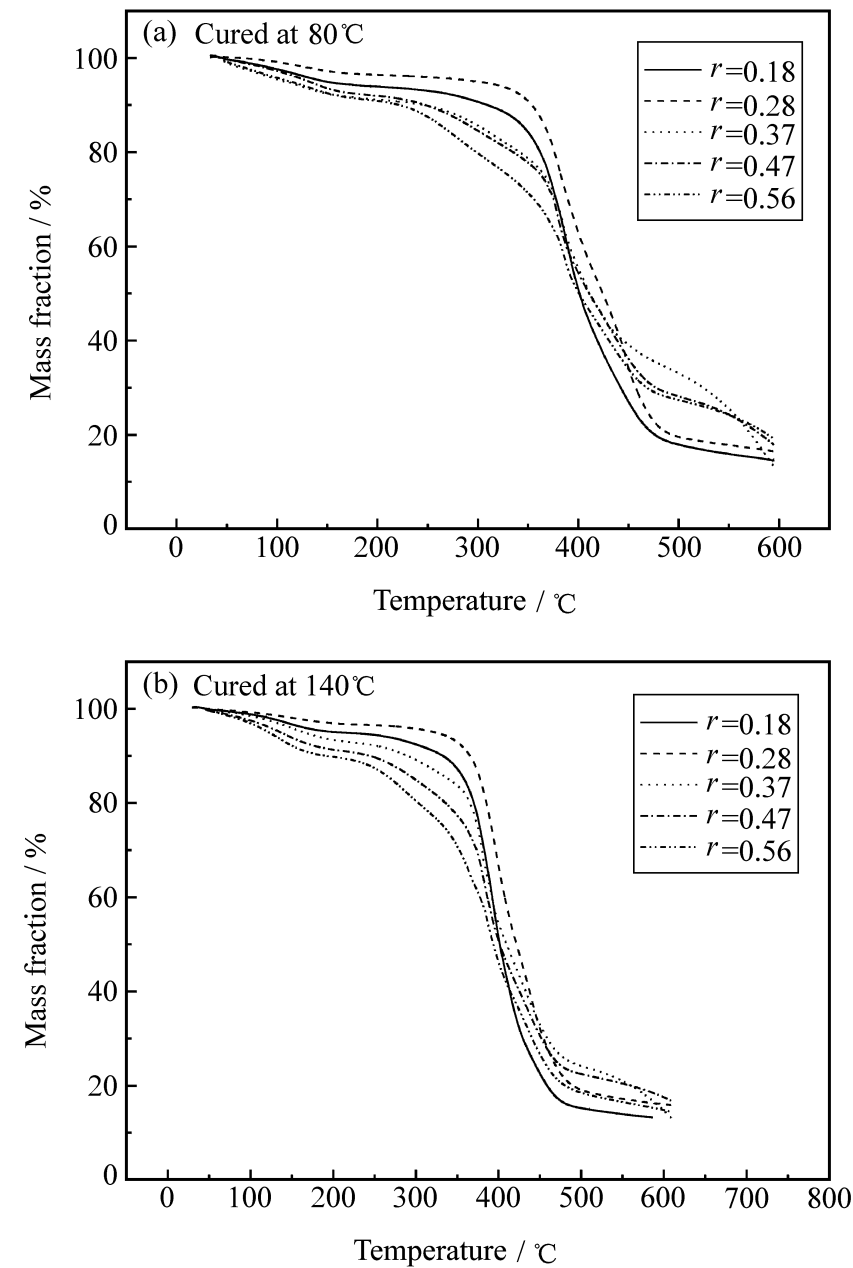 (a) Cured at 80℃
r=0.18
r=0.28
r=0.37
r=0.47
r=0.56
100
80
60
40
20
0
Mass fraction / %
0 100 200 300 400 500 600
Temperature / ℃
(b) Cured at 140℃
r=0.18
r=0.28
r=0.37
r=0.47
r=0.56
100
80
60
40
20
0
Mass fraction / %
0 100 200 300 400 500 600 700 800
Temperature / ℃